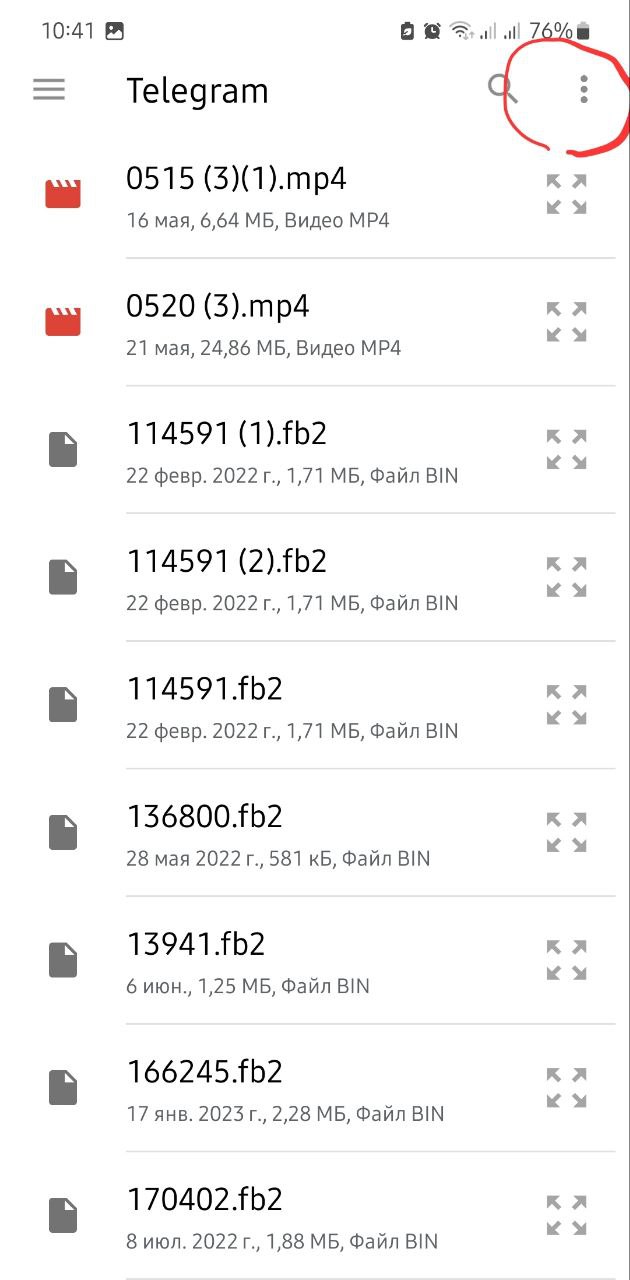 10:41 76%
Telegram
0515 (3)(1).mp4
16 мая, 6,64 МБ, Видео MP4
0520 (3).mp4
21 мая, 24,86 МБ, Видео MP4
114591 (1).fb2
22 февр. 2022 г., 1,71 МБ, Файл BIN
114591 (2).fb2
22 февр. 2022 г., 1,71 МБ, Файл BIN
114591.fb2
22 февр. 2022 г., 1,71 МБ, Файл BIN
136800.fb2
28 мая 2022 г., 581 кБ, Файл BIN
13941.fb2
6 июн., 1,25 МБ, Файл BIN
166245.fb2
17 янв. 2023 г., 2,28 МБ, Файл BIN
170402.fb2
8 июл. 2022 г., 1,88 МБ, Файл BIN